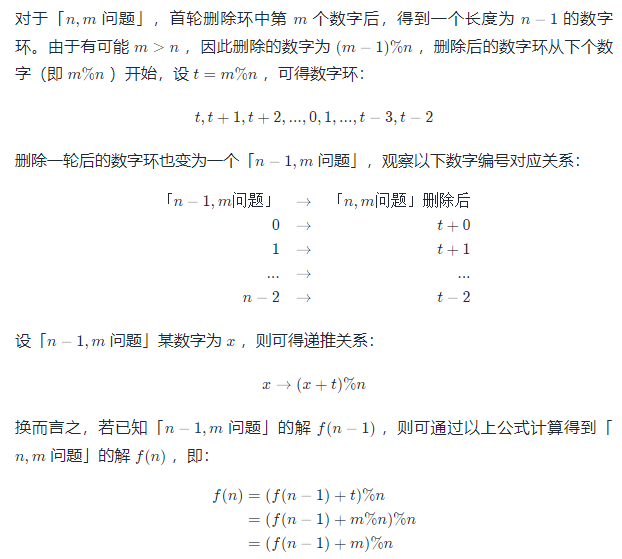 对于「n, m 问题」，首轮删除环中第 m 个数字后，得到一个长度为 n − 1 的数字
环。由于有可能 m > n ，因此删除的数字为 (m − 1)%n ，删除后的数字环从下个数
字（即 m%n ）开始，设 t = m%n ，可得数字环：
t, t + 1, t + 2, ..., 0, 1, ..., t − 3, t − 2
删除一轮后的数字环也变为一个「n − 1, m 问题」，观察以下数字编号对应关系：
「n − 1, m问题」 → 「n, m问题」删除后
0 → t + 0
1 → t + 1
... → ...
n − 2 → t − 2
设「n − 1, m 问题」某数字为 x ，则可得递推关系：
x → (x + t)%n
换而言之，若已知「n − 1, m 问题」的解 f(n − 1) ，则可通过以上公式计算得到「
n, m 问题」的解 f(n) ，即：
f(n) = (f(n − 1) + t)%n
= (f(n − 1) + m%n)%n
= (f(n − 1) + m)%n